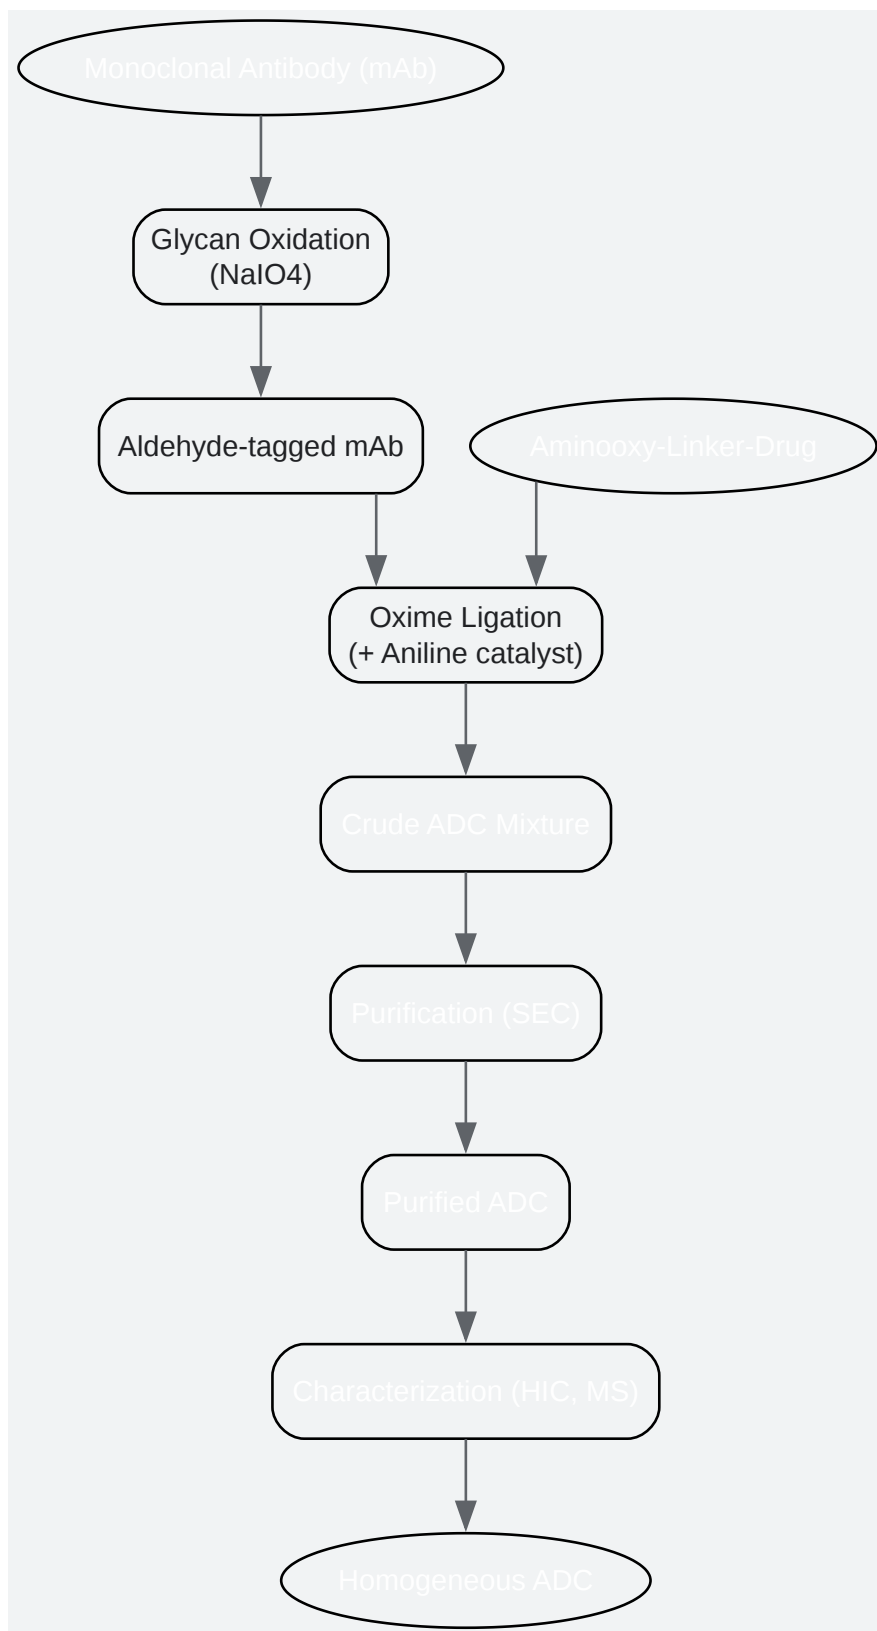 Monoclonal Antibody (mAb)
Glycan Oxidation
(NaIO4)
Aldehyde-tagged mAb
Aminooxy-Linker-Drug
Oxime Ligation
(+ Aniline catalyst)
Crude ADC Mixture
Purification (SEC)
Purified ADC
Characterization (HIC, MS)
Homogeneous ADC